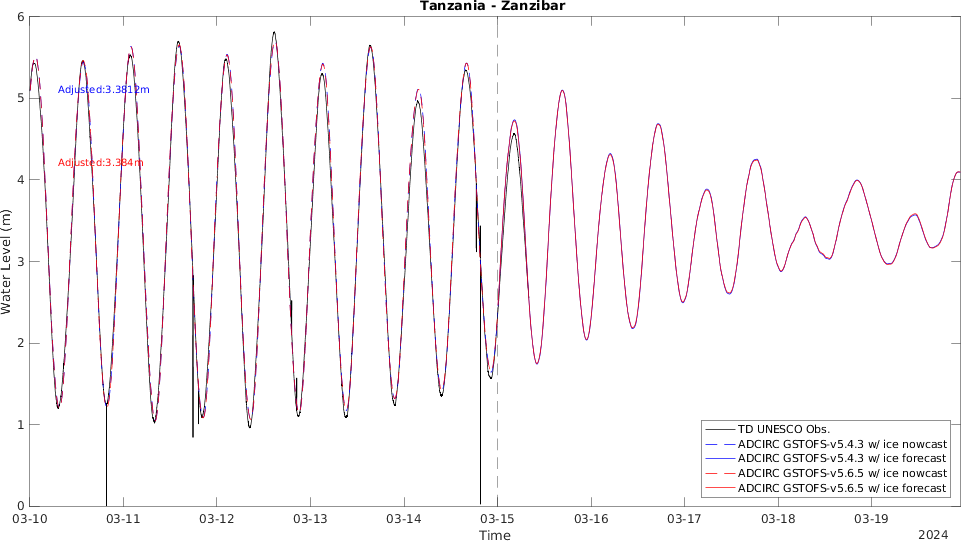 Tanzania - Zanzibar
Water Level (m)
6
5
4
3
2
1
0
Adjusted:3.3812m
Adjusted:3.384m
TD UNESCO Obs.
ADCIRC GSTOFS-v5.4.3 w/ ice nowcast
ADCIRC GSTOFS-v5.4.3 w/ ice forecast
ADCIRC GSTOFS-v5.6.5 w/ ice nowcast
ADCIRC GSTOFS-v5.6.5 w/ ice forecast
03-10 03-11 03-12 03-13 03-14 03-15 03-16 03-17 03-18 03-19
Time
2024